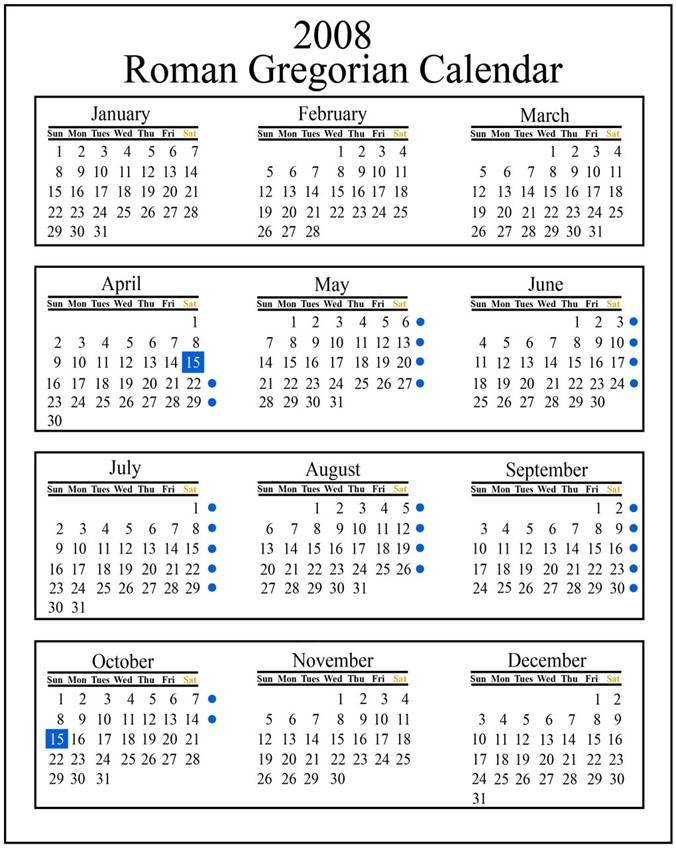 2008
Roman Gregorian Calendar
January
Sun Mon Tues Wed Thu Fri Sat
1 2 3 4 5 6 7
8 9 10 11 12 13 14
15 16 17 18 19 20 21
22 23 24 25 26 27 28
29 30 31
February
Sun Mon Tues Wed Thu Fri Sat
1 2 3 4
5 6 7 8 9 10 11
12 13 14 15 16 17 18
19 20 21 22 23 24 25
26 27 28
March
Sun Mon Tues Wed Thu Fri Sat
1 2 3 4
5 6 7 8 9 10 11
12 13 14 15 16 17 18
19 20 21 22 23 24 25
26 27 28 29 30 31
April
Sun Mon Tues Wed Thu Fri Sat
1
2 3 4 5 6 7 8
9 10 11 12 13 14 15
16 17 18 19 20 21 22
23 24 25 26 27 28 29
30
May
Sun Mon Tues Wed Thu Fri Sat
1 2 3 4 5 6
7 8 9 10 11 12 13
14 15 16 17 18 19 20
21 22 23 24 25 26 27
28 29 30 31
June
Sun Mon Tues Wed Thu Fri Sat
1 2 3
4 5 6 7 8 9 10
11 12 13 14 15 16 17
18 19 20 21 22 23 24
25 26 27 28 29 30
July
Sun Mon Tues Wed Thu Fri Sat
1
2 3 4 5 6 7 8
9 10 11 12 13 14 15
16 17 18 19 20 21 22
23 24 25 26 27 28 29
30 31
August
Sun Mon Tues Wed Thu Fri Sat
1 2 3 4 5
6 7 8 9 10 11 12
13 14 15 16 17 18 19
20 21 22 23 24 25 26
27 28 29 30 31
September
Sun Mon Tues Wed Thu Fri Sat
1 2
3 4 5 6 7 8 9
10 11 12 13 14 15 16
17 18 19 20 21 22 23
24 25 26 27 28 29 30
October
Sun Mon Tues Wed Thu Fri Sat
1 2 3 4 5 6 7
8 9 10 11 12 13 14
15 16 17 18 19 20 21
22 23 24 25 26 27 28
29 30 31
November
Sun Mon Tues Wed Thu Fri Sat
1 2 3 4
5 6 7 8 9 10 11
12 13 14 15 16 17 18
19 20 21 22 23 24 25
26 26 29 30
December
Sun Mon Tues Wed Thu Fri Sat
1 2
3 4 5 6 7 8 9
10 11 12 13 14 15 16
17 18 19 20 21 22 23
24 25 26 27 28 29 30
31